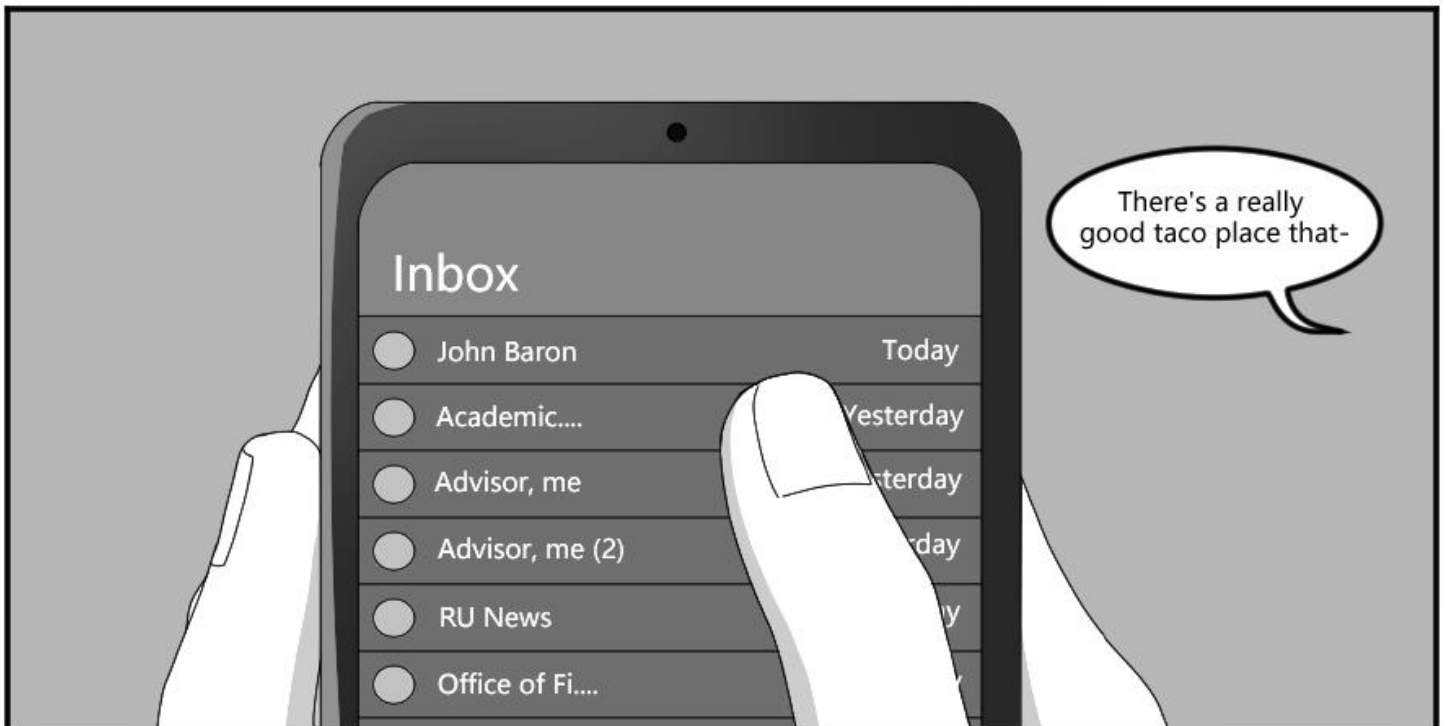 There's a really
good taco place that-
Inbox
John Baron Today
Academic.... Yesterday
Advisor, me
Advisor, me (2)
RU News
Office of Fi....